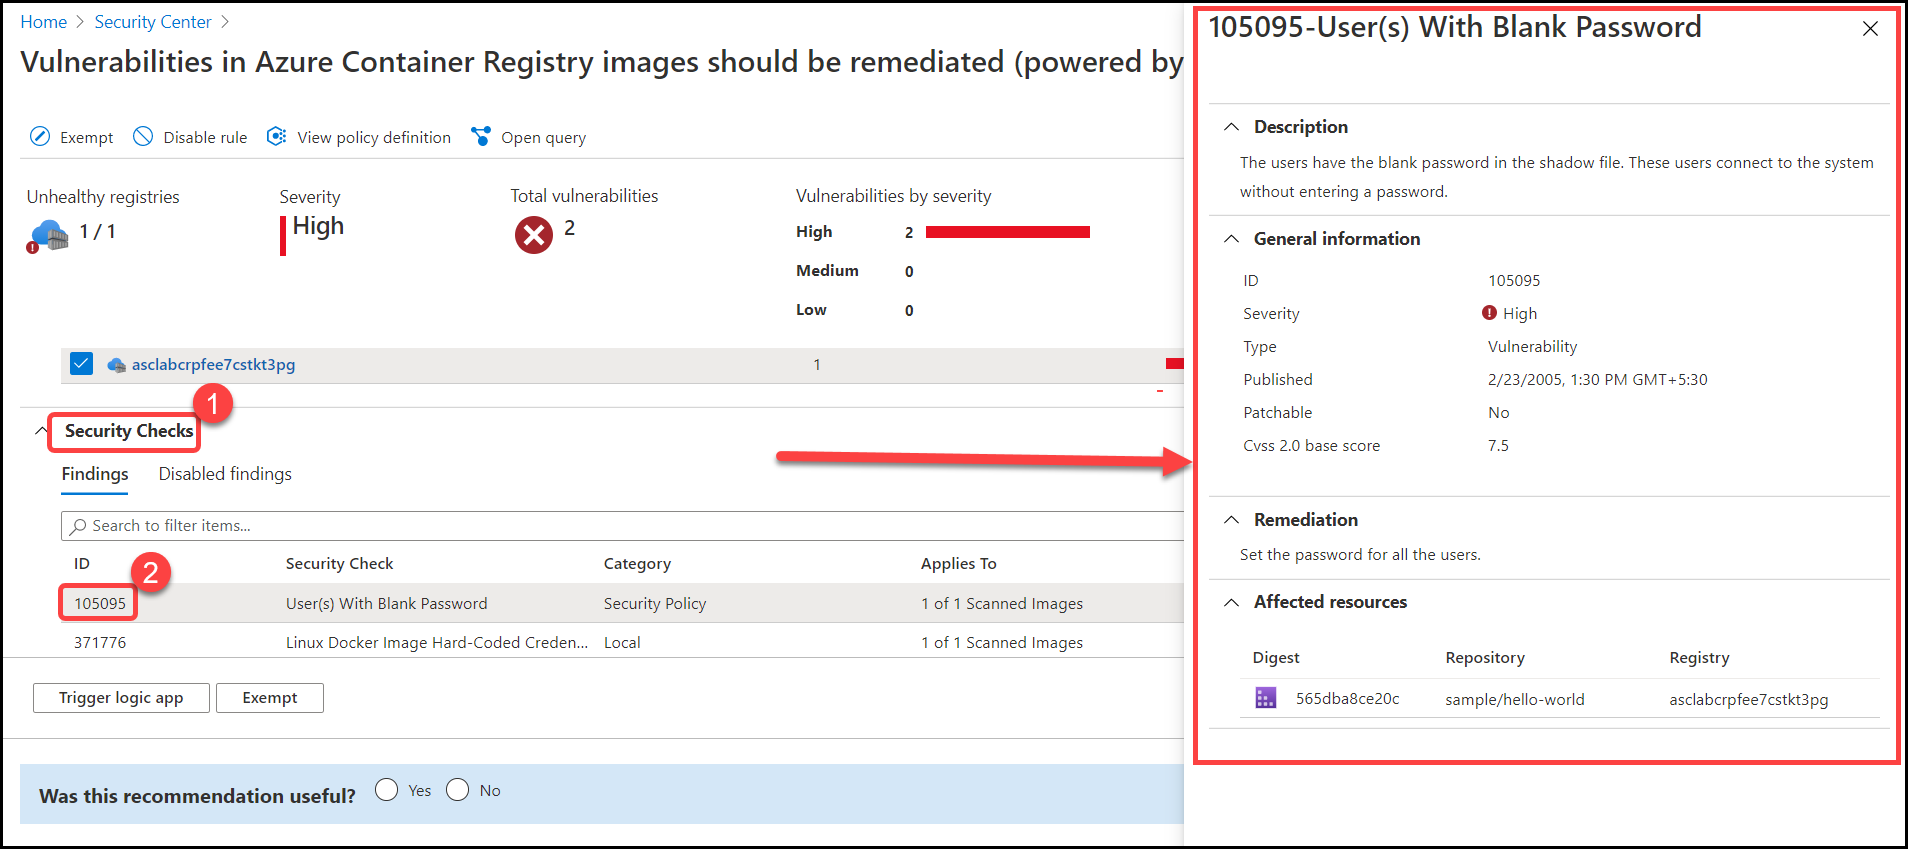 Home > Security Center >
Vulnerabilities in Azure Container Registry images should be remediated (powered by
Exempt Disable rule View policy definition Open query
Unhealthy registries
1 / 1
Severity
High
Total vulnerabilities
2
Vulnerabilities by severity
High 2
Medium 0
Low 0
asclabcrpfee7cstkt3pg 1
1
Security Checks
Findings Disabled findings
Search to filter items...
ID Security Check Category Applies To
2
105095 User(s) With Blank Password Security Policy 1 of 1 Scanned Images
371776 Linux Docker Image Hard-Coded Creden... Local 1 of 1 Scanned Images
Trigger logic app Exempt
Was this recommendation useful? Yes No
105095-User(s) With Blank Password
Description
The users have the blank password in the shadow file. These users connect to the system
without entering a password.
General information
ID 105095
Severity High
Type Vulnerability
Published 2/23/2005, 1:30 PM GMT+5:30
Patchable No
Cvss 2.0 base score 7.5
Remediation
Set the password for all the users.
Affected resources
Digest Repository Registry
565dba8ce20c sample/hello-world asclabcrpfee7cstkt3pg